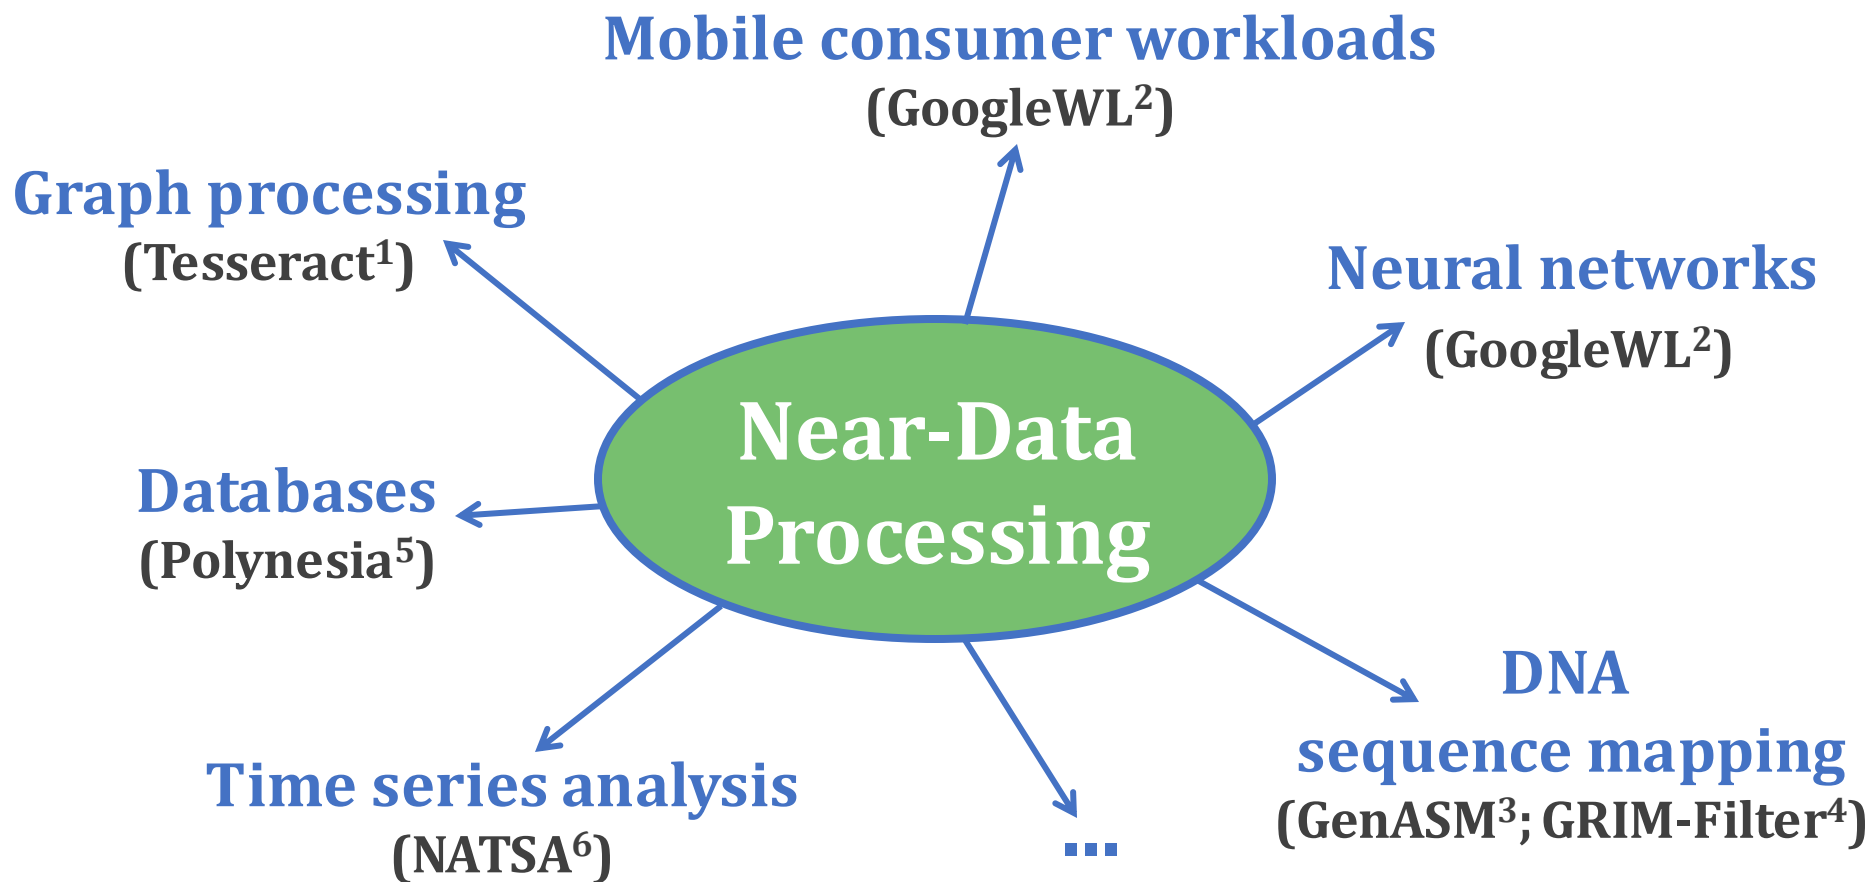 Mobile consumer workloads
(GoogleWL²)
Graph processing
(Tesseract¹)
Neural networks
(GoogleWL²)
Near-Data
Processing
Databases
(Polynesia⁵)
DNA
sequence mapping
(GenASM³; GRIM-Filter⁴)
Time series analysis
(NATSA⁶)
...